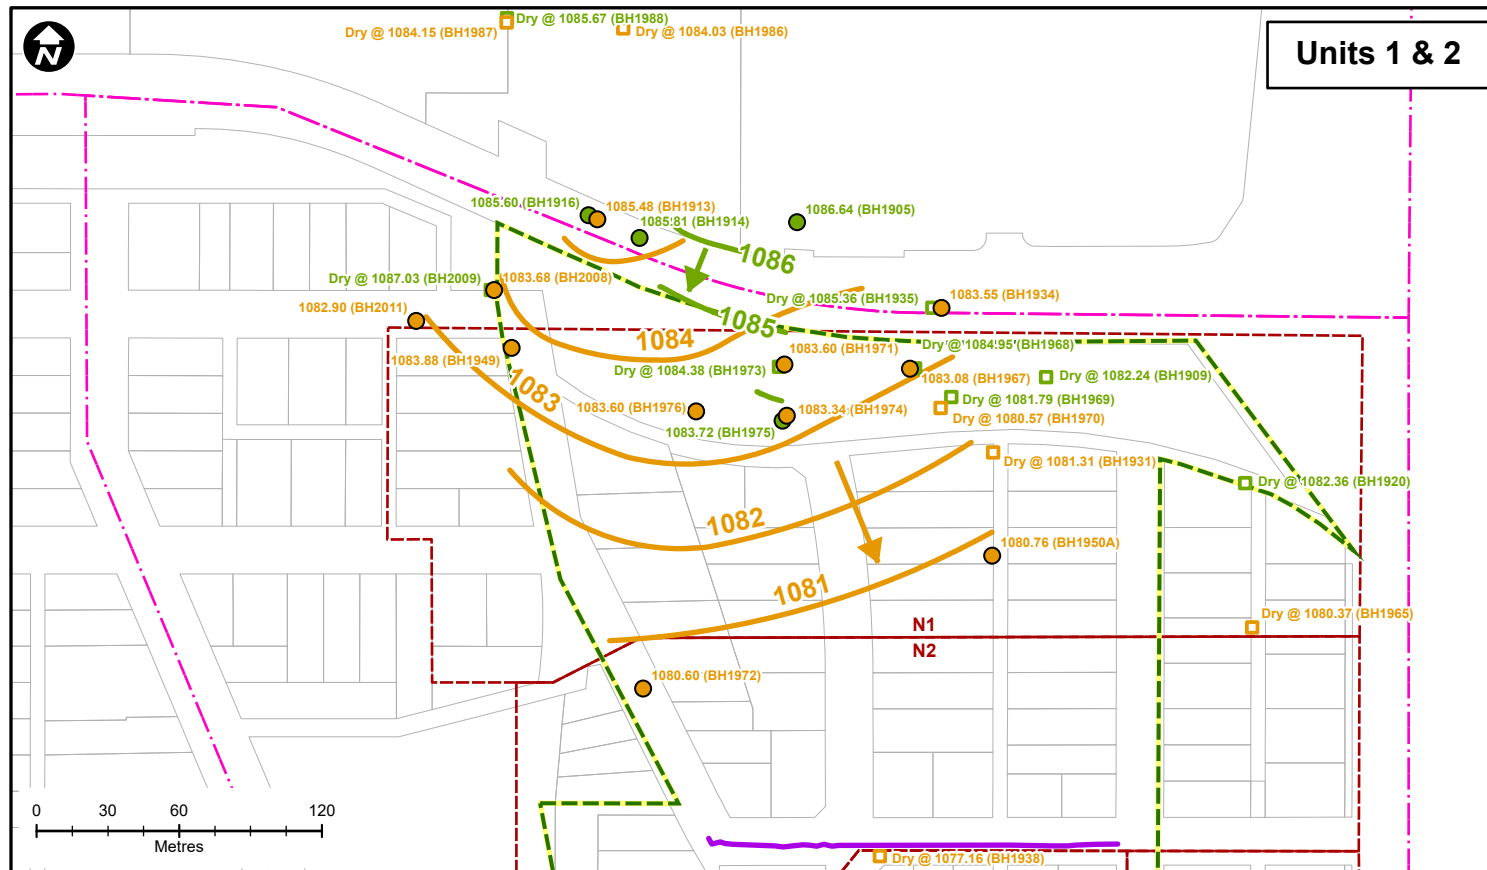 Dry @ 1085.67 (BH1988)
Dry @ 1084.15 (BH1987)
Dry @ 1084.03 (BH1986)
Units 1 & 2
N
1085.60 (BH1916)
1085.48 (BH1913)
1085.81 (BH1914)
1086.64 (BH1905)
1086
Dry @ 1087.03 (BH2009)
1083.68 (BH2008)
1082.90 (BH2011)
Dry @ 1085.36 (BH1935)
1083.55 (BH1934)
1085
1084
1083.88 (BH1949)
1083.60 (BH1971)
Dry @ 1084.95 (BH1968)
Dry @ 1084.38 (BH1973)
1083.08 (BH1967)
Dry @ 1082.24 (BH1909)
1083
Dry @ 1081.79 (BH1969)
1083.60 (BH1976)
1083.34 (BH1974)
Dry @ 1080.57 (BH1970)
1083.72 (BH1975)
Dry @ 1081.31 (BH1931)
Dry @ 1082.36 (BH1920)
1082
1080.76 (BH1950A)
1081
Dry @ 1080.37 (BH1965)
N1
N2
1080.60 (BH1972)
0 30 60 120
Metres
Dry @ 1077.16 (BH1938)